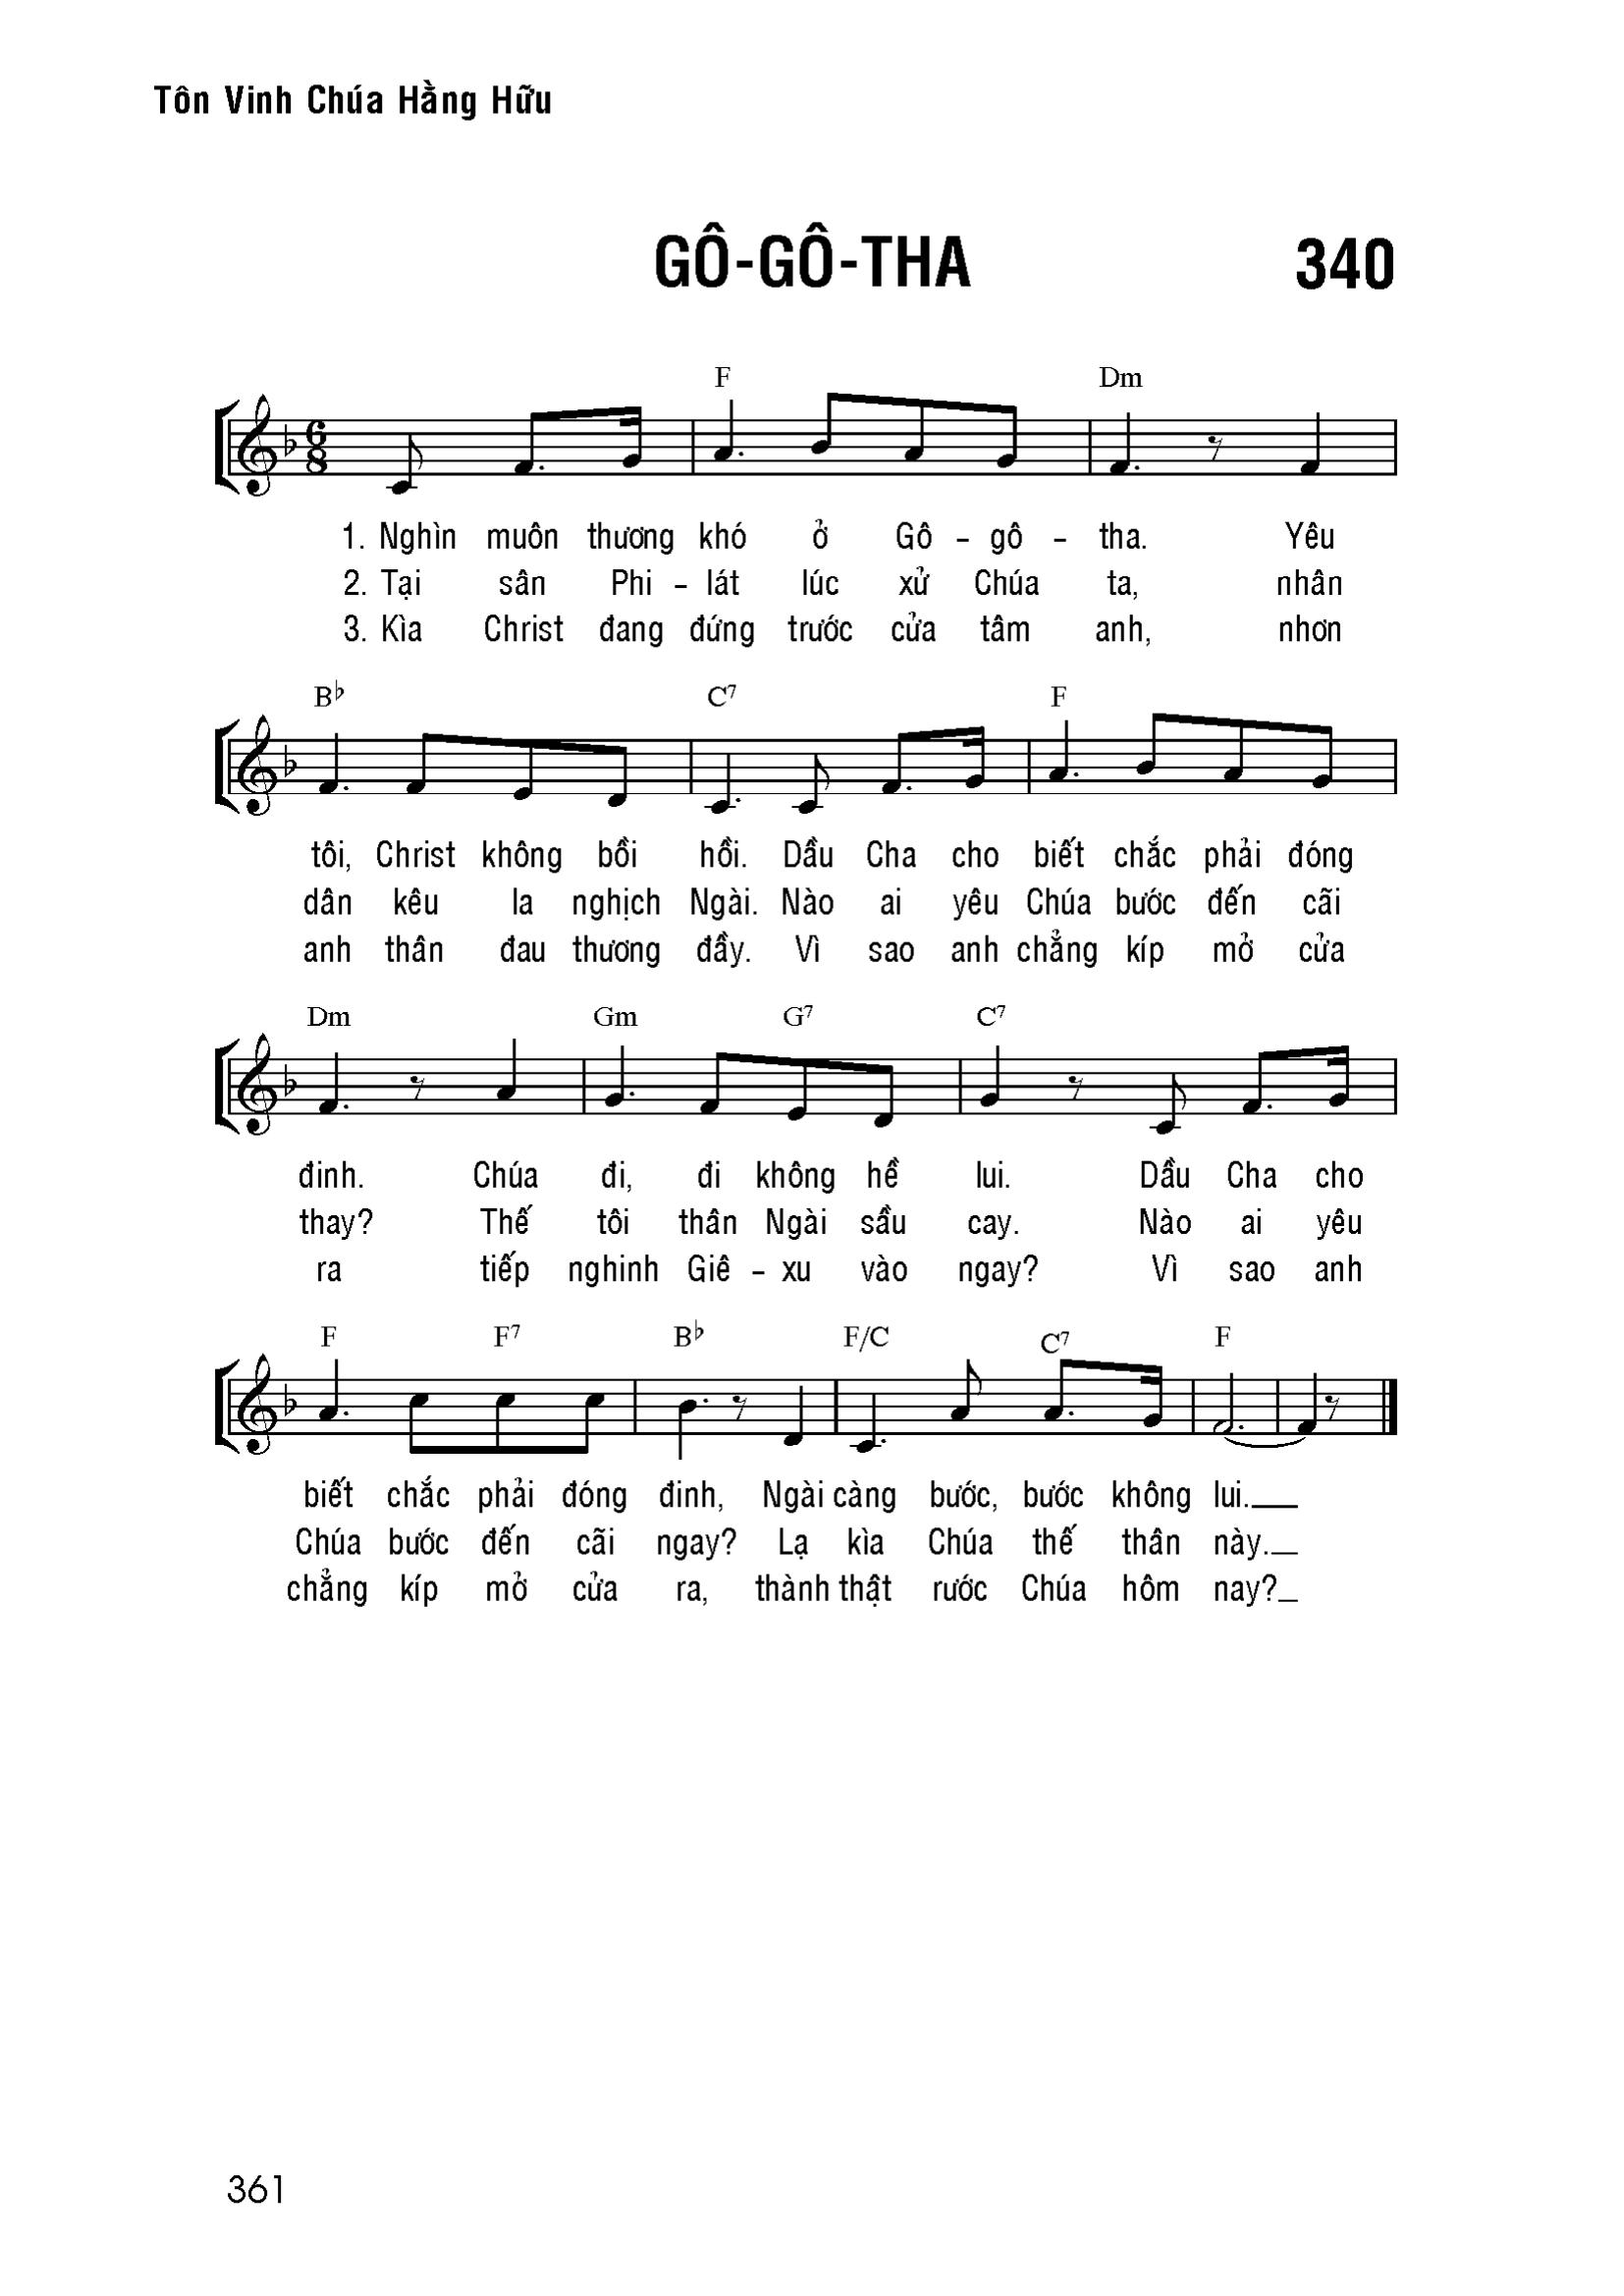 Tôn Vinh Chúa Hằng Hữu
GÔ-GÔ-THA 340
F Dm
1. Nghìn muôn thương khó ở Gô - gô - tha. Yêu
2. Tại sân Phi - lát lúc xử Chúa ta, nhân
3. Kìa Christ đang đứng trước cửa tâm anh, nhơn
B♭ C7 F
tôi, Christ không bồi hồi. Dầu Cha cho biết chắc phải đóng
dân kêu la nghịch Ngài. Nào ai yêu Chúa bước đến cãi
anh thân đau thương đầy. Vì sao anh chẳng kíp mở cửa
Dm Gm G7 C7
đinh. Chúa đi, đi không hề lui. Dầu Cha cho
thay? Thế tôi thân Ngài sầu cay. Nào ai yêu
ra tiếp nghinh Giê - xu vào ngay? Vì sao anh
F F7 B♭ F/C C7 F
biết chắc phải đóng đinh, Ngài càng bước, bước không lui.
Chúa bước đến cãi ngay? Lạ kìa Chúa thế thân này.
chẳng kíp mở cửa ra, thành thật rước Chúa hôm nay?
361